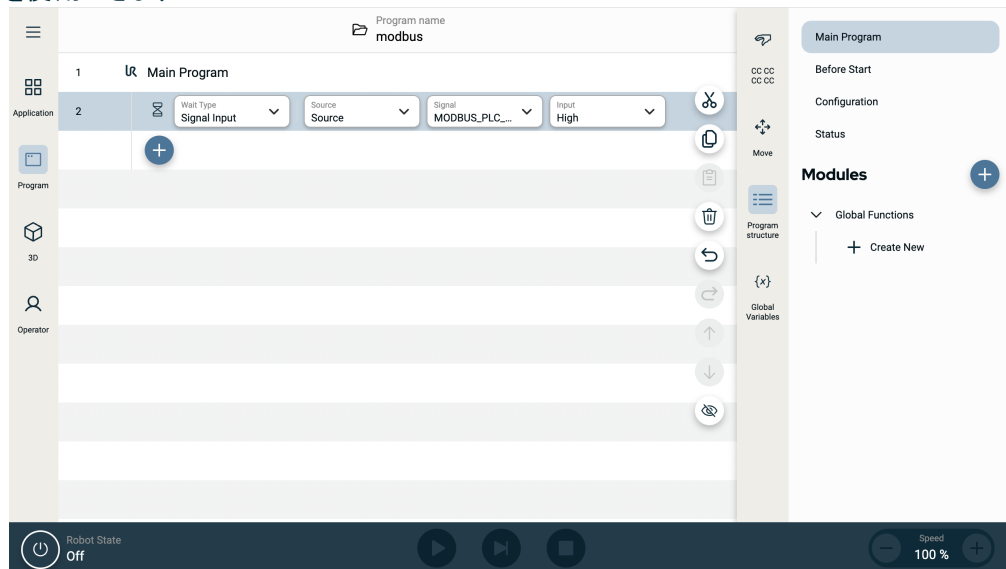 Program name
modbus
1
Main Program
2
Wait Type
Signal Input
Source
Source
Signal
MODBUS_PLC_...
Input
High
Application
Program
3D
Operator
CC CC
CC CC
Move
Program
structure
{x}
Global
Variables
Main Program
Before Start
Configuration
Status
Modules
Global Functions
Create New
Robot State
Off
Speed
100 %